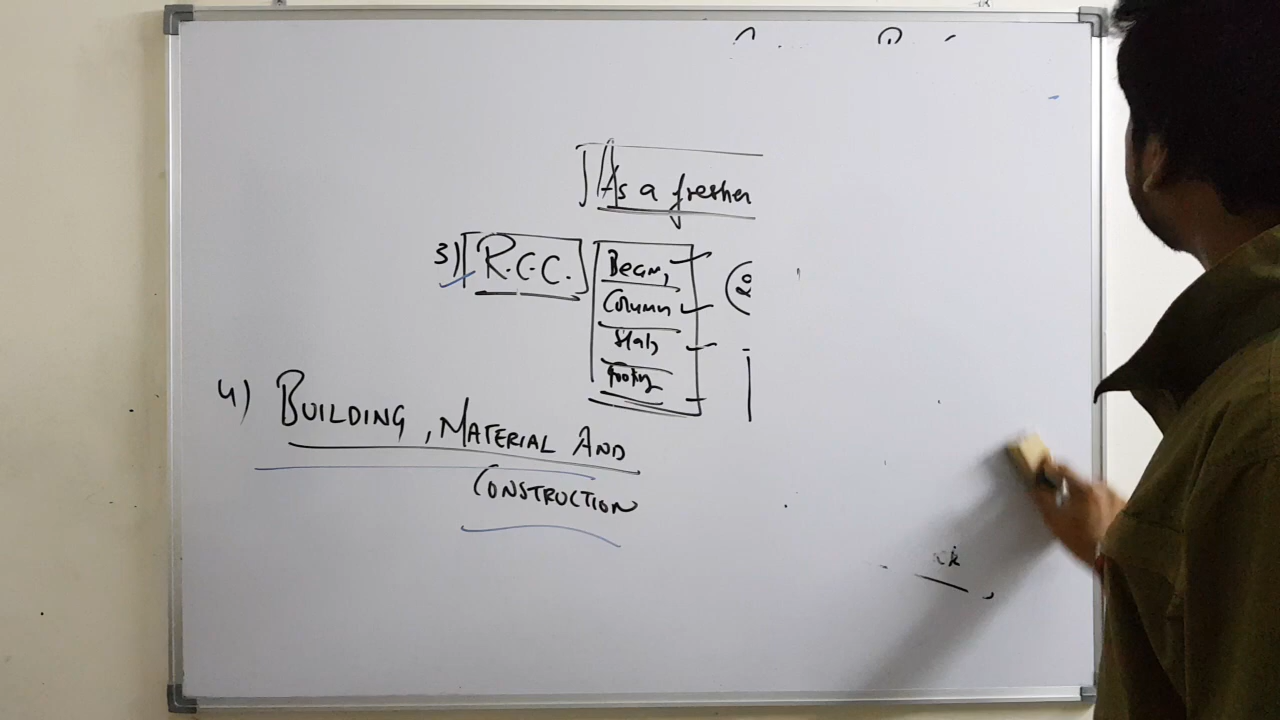 As a fresher
3) R.C.C. Beam,
Column
Slab,
footing
4) BUILDING, MATERIAL AND
CONSTRUCTION